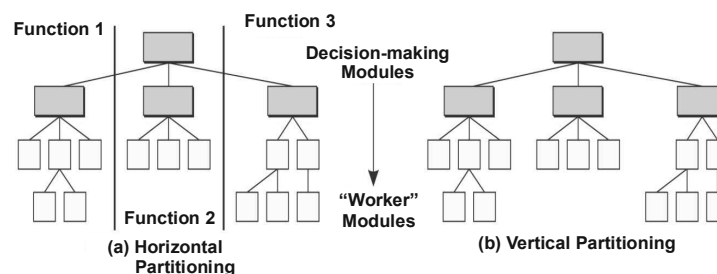 Function 1
Function 3
Decision-making
Modules
Function 2
“Worker”
Modules
(a) Horizontal
Partitioning
(b) Vertical Partitioning